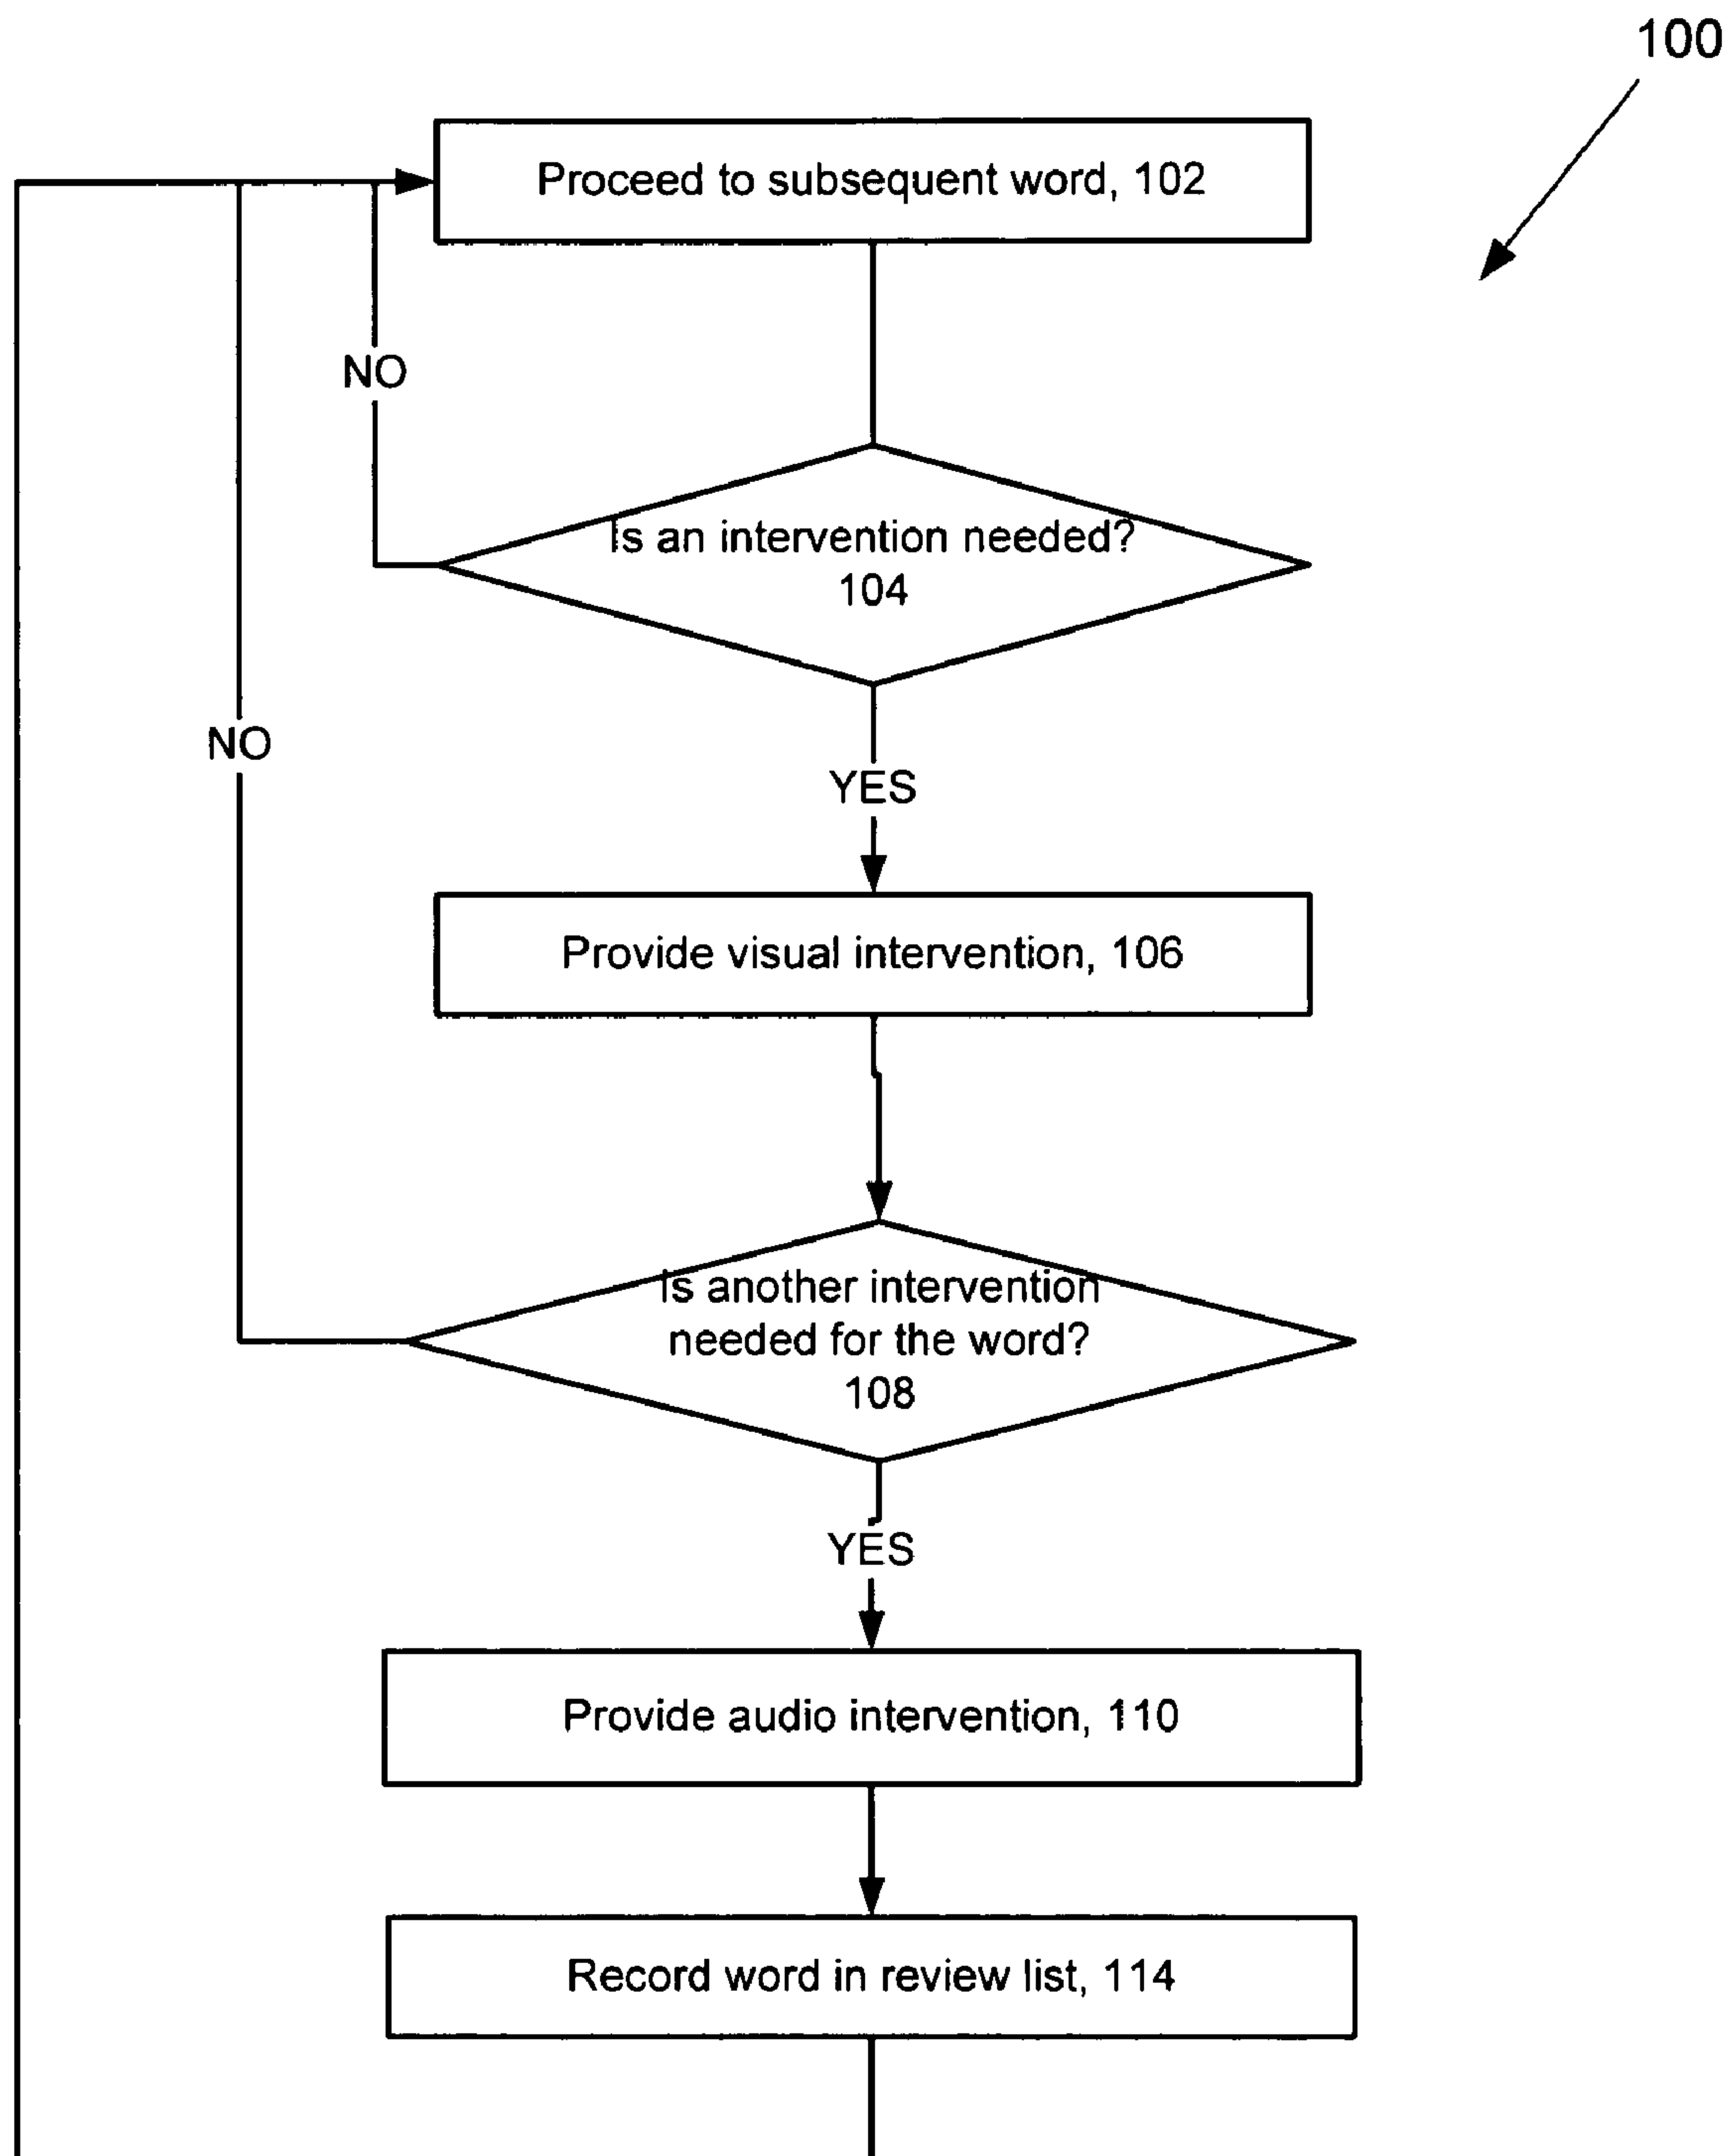 100
Proceed to subsequent word, 102
NO
Is an intervention needed?
104
NO
YES
Provide visual intervention, 106
Is another intervention
needed for the word?
108
YES
Provide audio intervention, 110
Record word in review list, 114